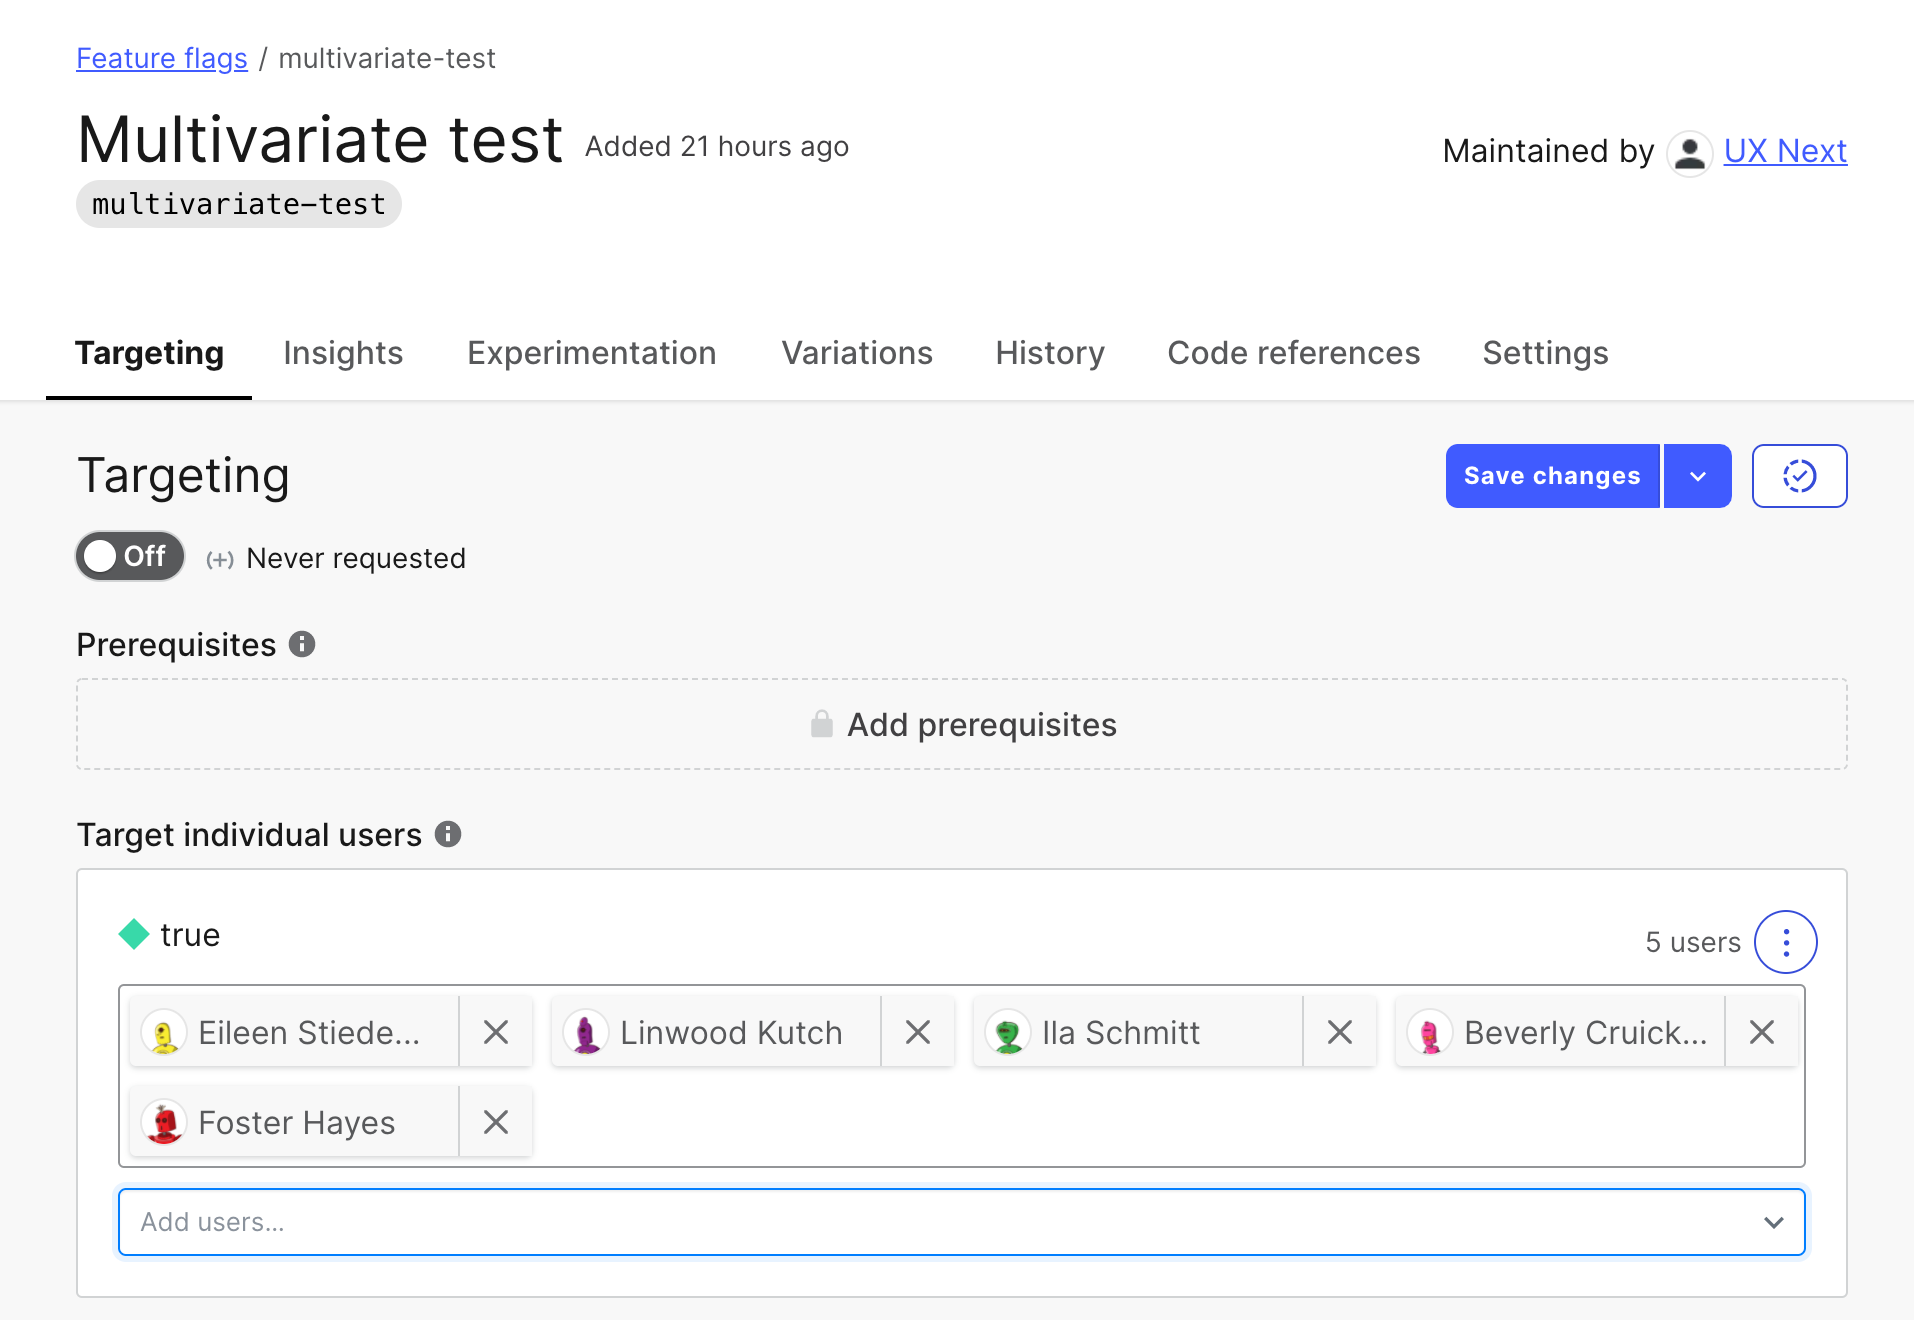 Feature flags / multivariate-test
Multivariate test Added 21 hours ago
Maintained by UX Next
multivariate-test
Targeting Insights Experimentation Variations History Code references Settings
Targeting
Save changes
Off (+) Never requested
Prerequisites
Add prerequisites
Target individual users
true
5 users
Eileen Stiede... Linwood Kutch Ila Schmitt Beverly Cruick...
Foster Hayes
Add users...